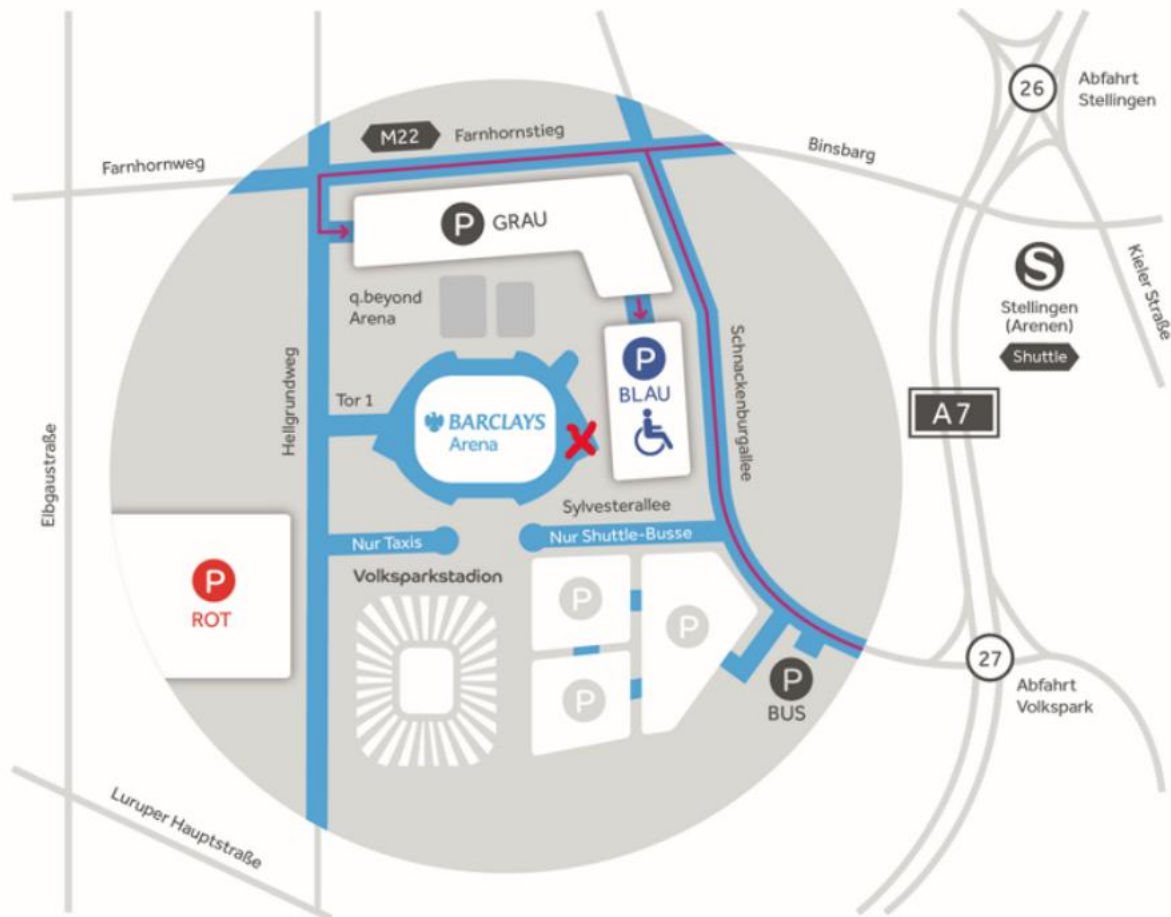 26
Abfahrt
Stellingen
M22
Farnhornstieg
Farnhornweg
Binsbarg
P GRAU
S
Stellingen
(Arenen)
Shuttle
Kieler Straße
q.beyond
Arena
Hellgrundweg
Schnackenburgallee
P
BLAU
Tor 1
BARCLAYS
Arena
A7
Elbgaustraße
Sylvesterallee
Nur Taxis
Nur Shuttle-Busse
Volksparkstadion
P
ROT
P
P
P
P
BUS
27
Abfahrt
Volkspark
Luruper Hauptstraße